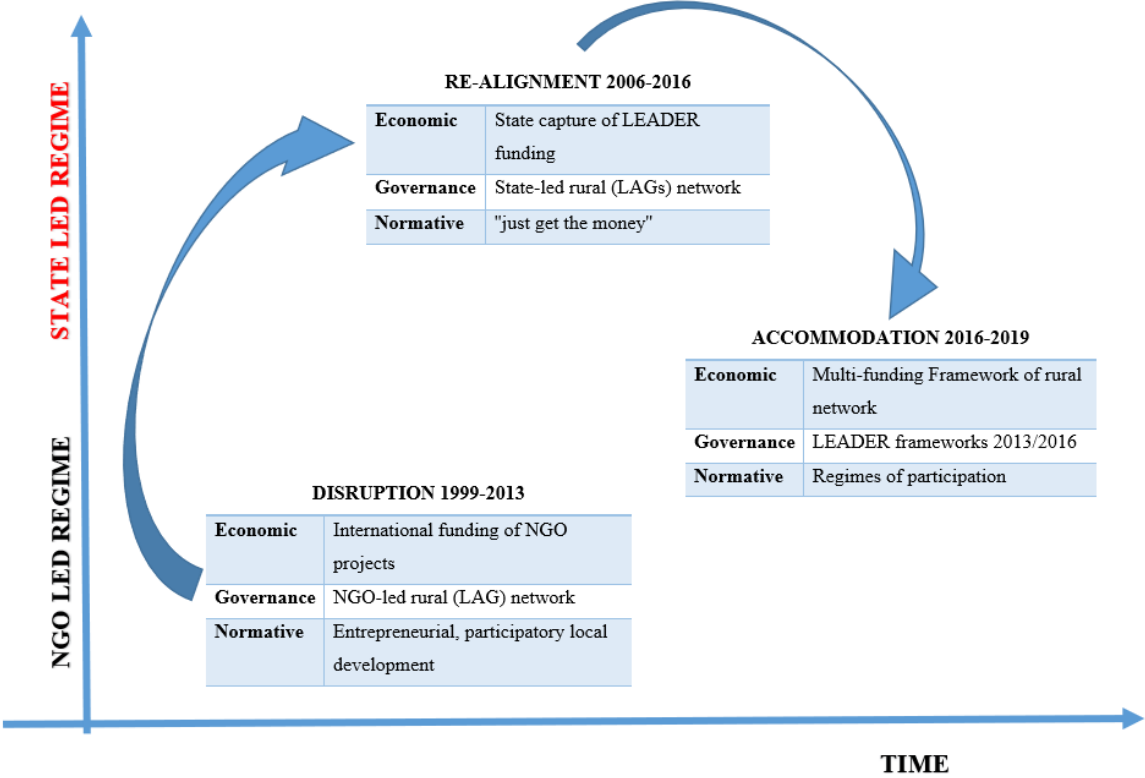 STATE LED REGIME
NGO LED REGIME
RE-ALIGNMENT 2006-2016
Economic State capture of LEADER
funding
Governance State-led rural (LAGs) network
Normative "just get the money"
ACCOMMODATION 2016-2019
Economic Multi-funding Framework of rural
network
Governance LEADER frameworks 2013/2016
Normative Regimes of participation
DISRUPTION 1999-2013
Economic International funding of NGO
projects
Governance NGO-led rural (LAG) network
Normative Entrepreneurial, participatory local
development
TIME